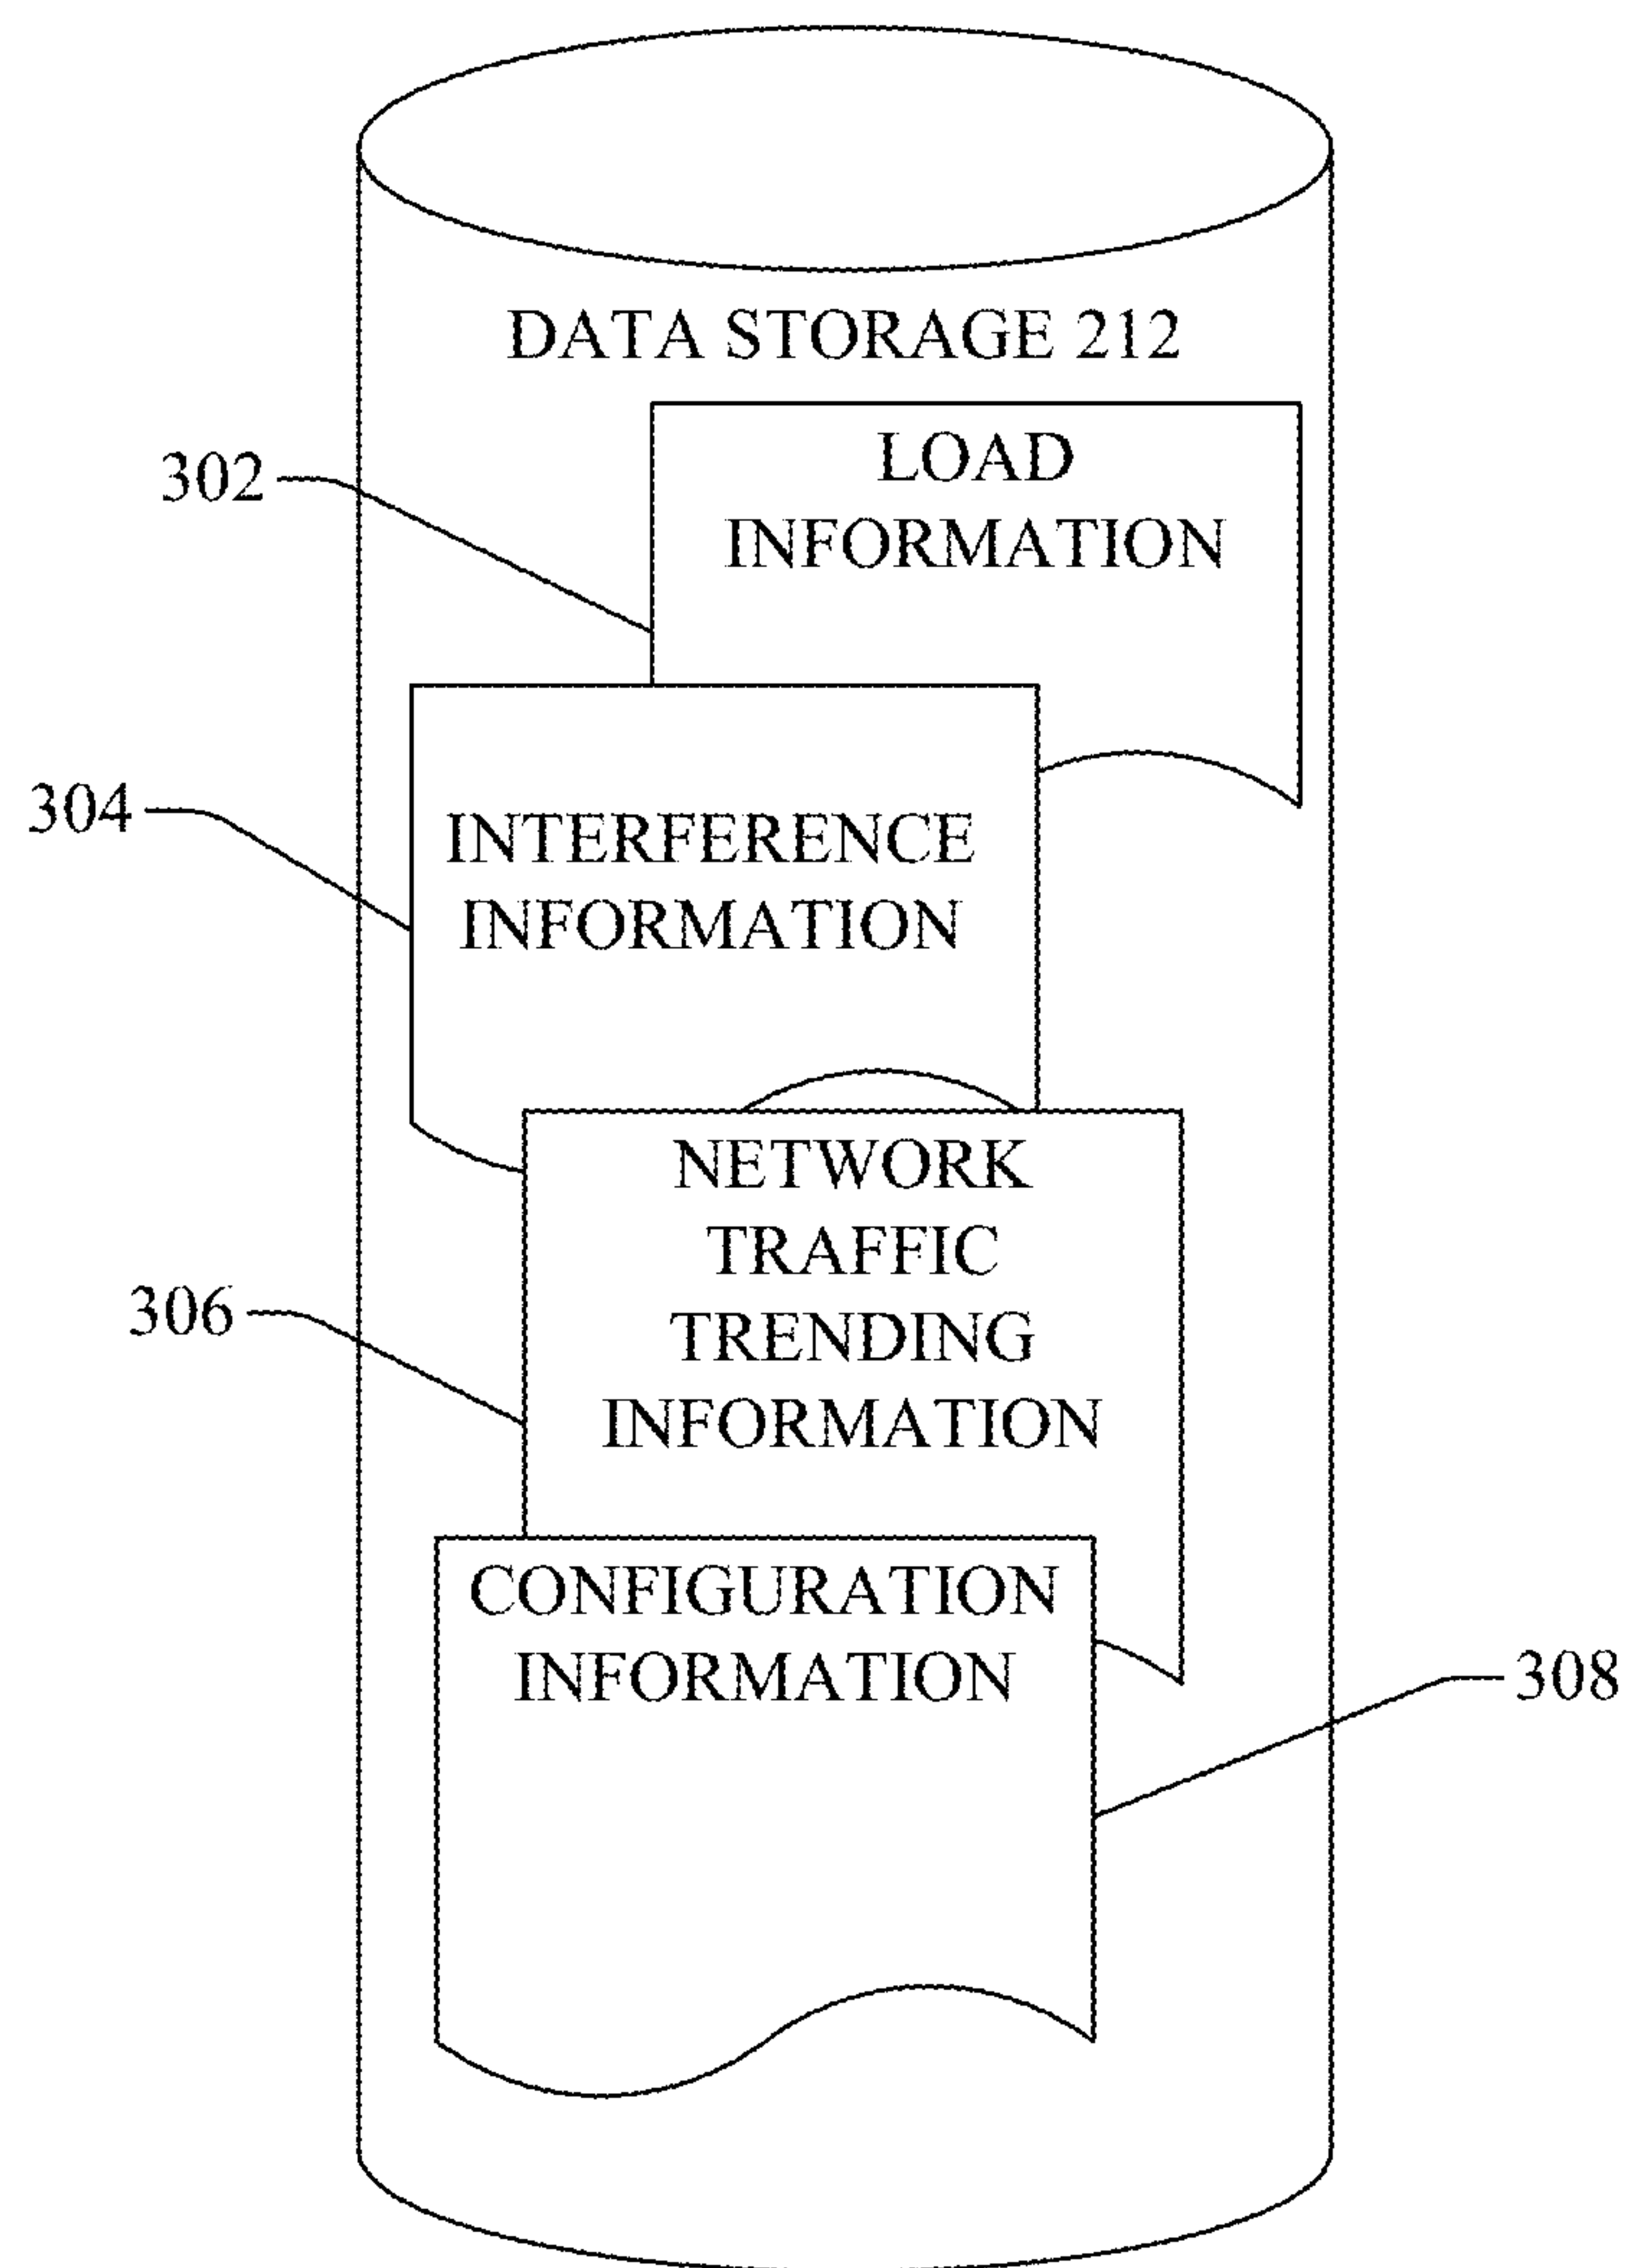 DATA STORAGE 212
LOAD
INFORMATION
302
304
INTERFERENCE
INFORMATION
NETWORK
TRAFFIC
TRENDING
INFORMATION
306
CONFIGURATION
INFORMATION
308